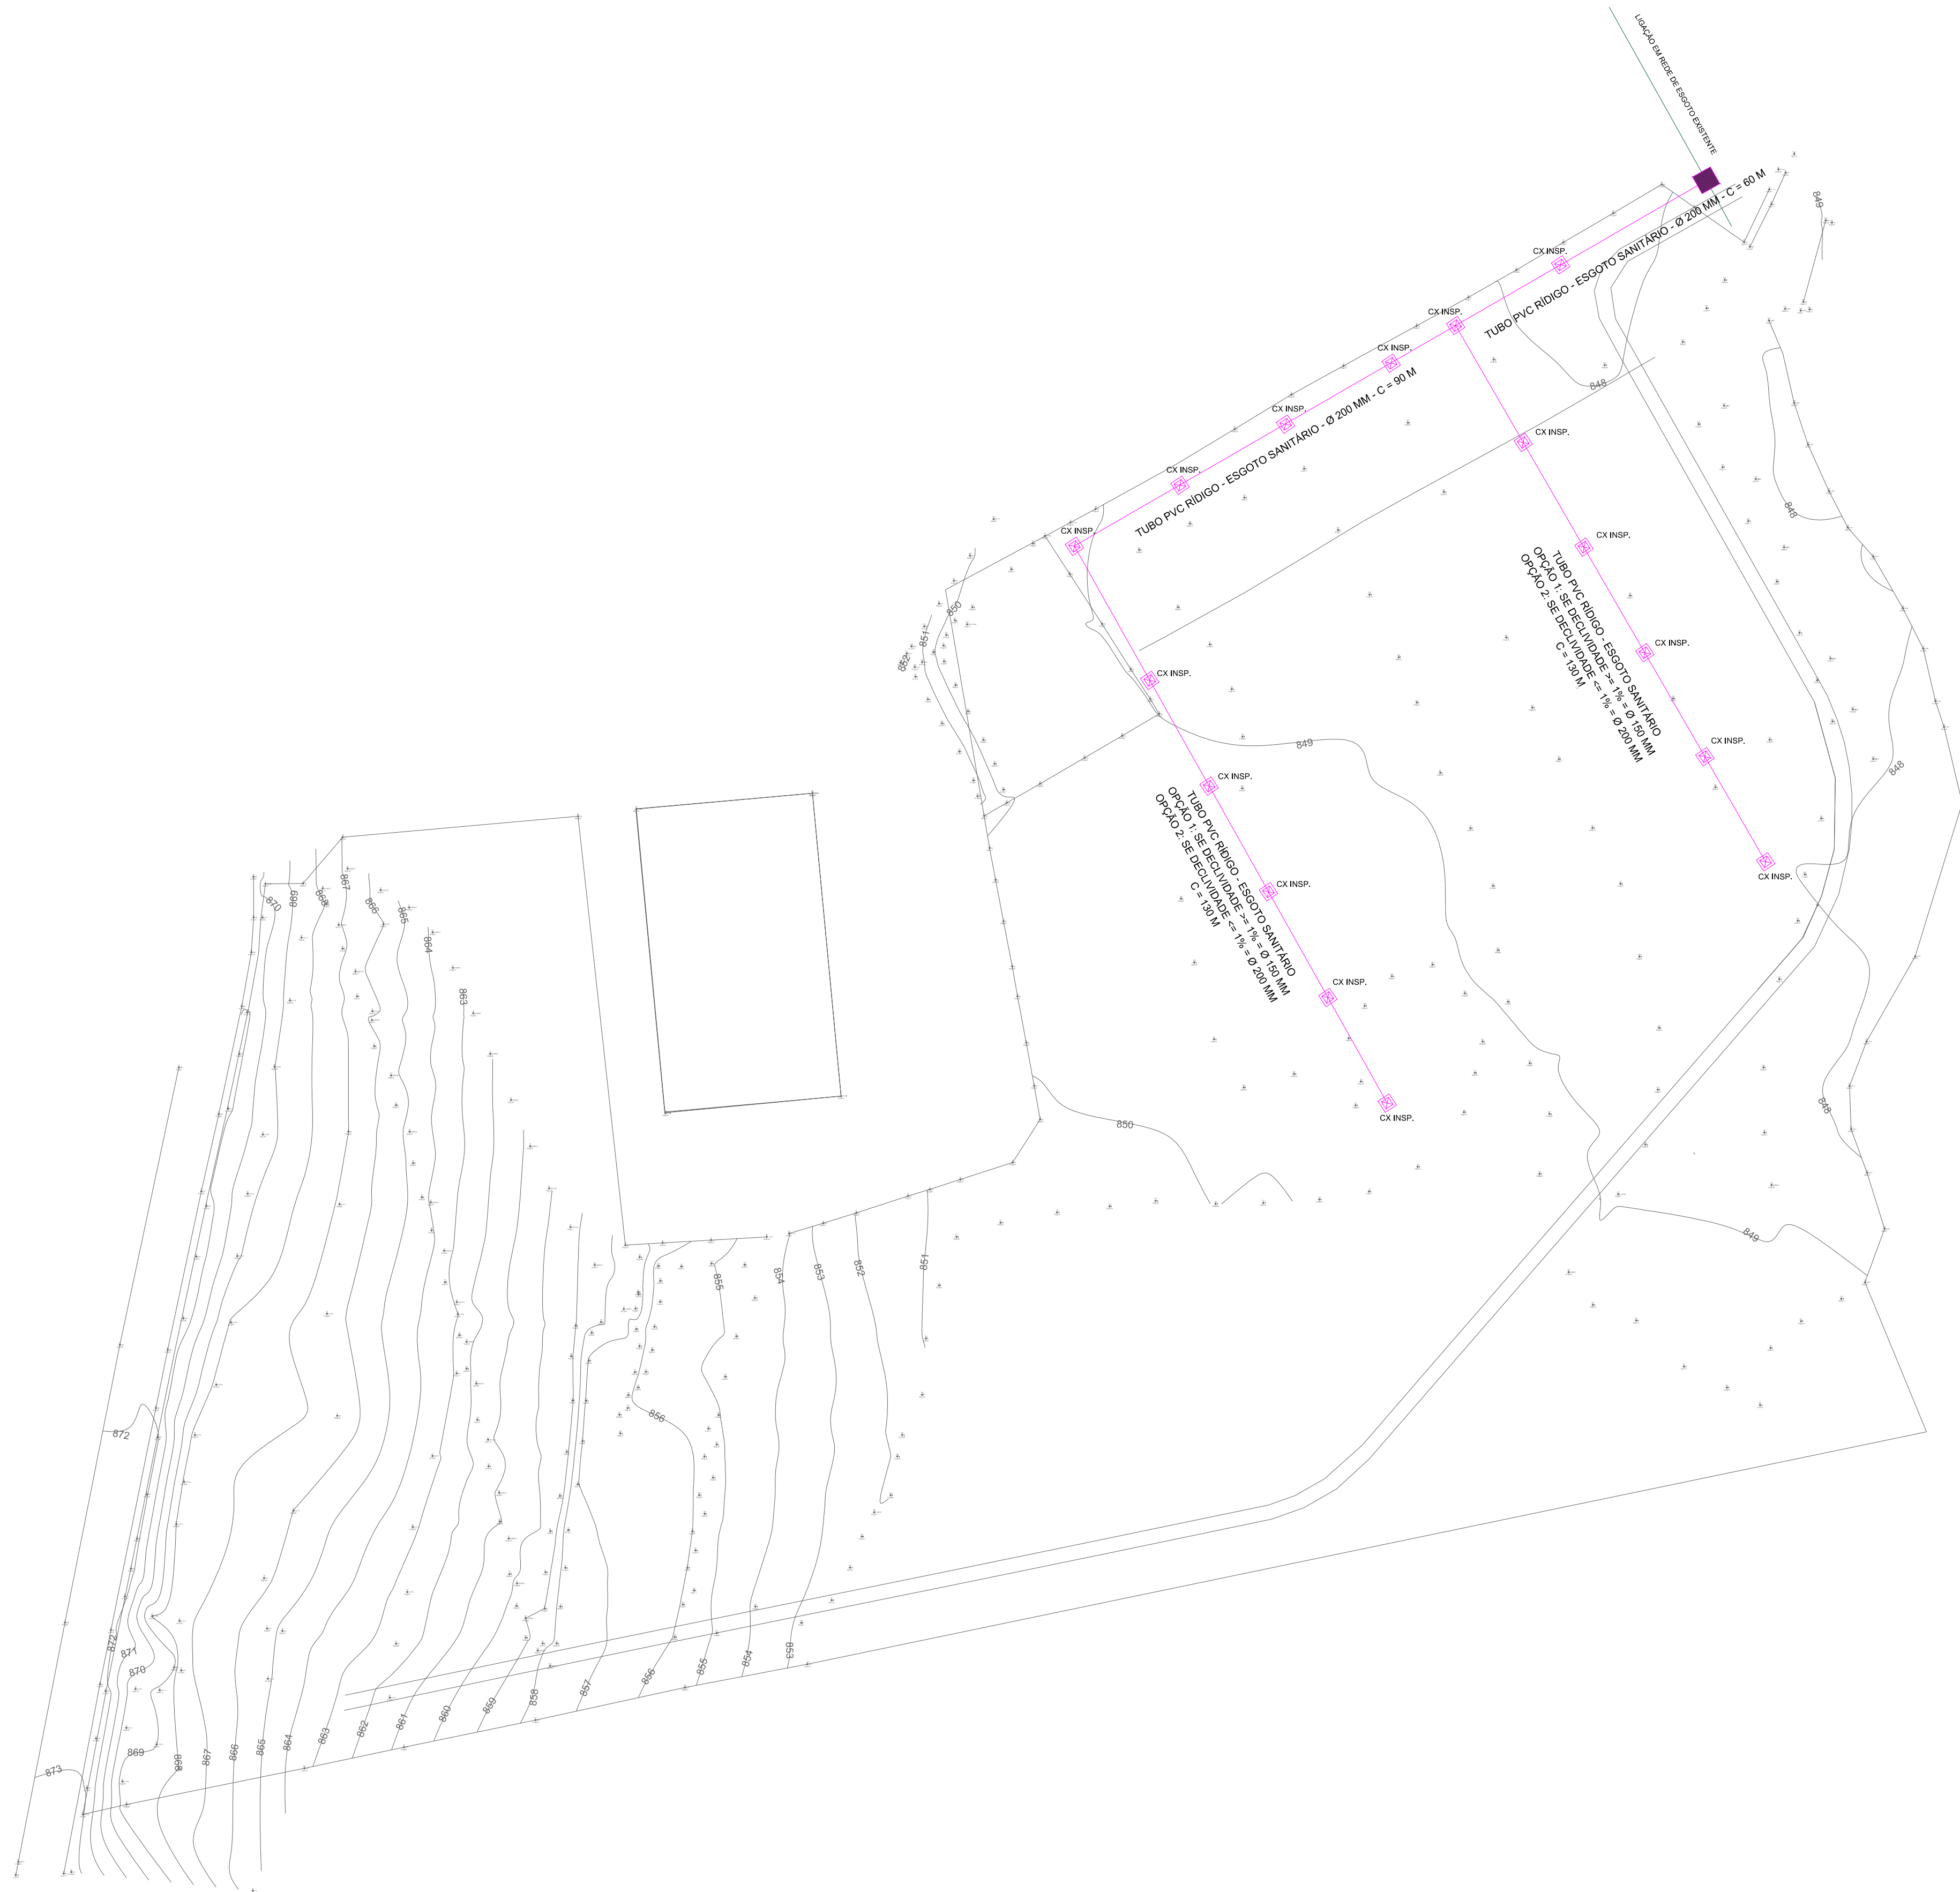 LIGAÇÃO EM REDE DE ESGOTO EXISTENTE
TUBO PVC RÍDIGO - ESGOTO SANITÁRIO - Ø 200 MM - C = 60 M
849
CX INSP.
CX INSP.
CX INSP.
848
CX INSP.
CX INSP.
TUBO PVC RÍDIGO - ESGOTO SANITÁRIO - Ø 200 MM - C = 90 M
CX INSP.
CX INSP.
848
CX INSP.
CX INSP.
TUBO PVC RÍDIGO - ESGOTO SANITÁRIO
OPÇÃO 1: SE DECLIVIDADE >= 1% = Ø 150 MM
OPÇÃO 2: SE DECLIVIDADE <= 1% = Ø 200 MM
C = 130 M
850
851
852
CX INSP.
CX INSP.
849
CX INSP.
848
CX INSP.
CX INSP.
TUBO PVC RÍDIGO - ESGOTO SANITÁRIO
OPÇÃO 1: SE DECLIVIDADE >= 1% = Ø 150 MM
OPÇÃO 2: SE DECLIVIDADE <= 1% = Ø 200 MM
C = 130 M
CX INSP.
870
869
868
867
866
865
864
863
CX INSP.
CX INSP.
848
850
849
854
853
852
851
855
856
872
872
871
870
869
873
868
867
866
865
864
863
862
861
860
859
858
857
856
855
854
853